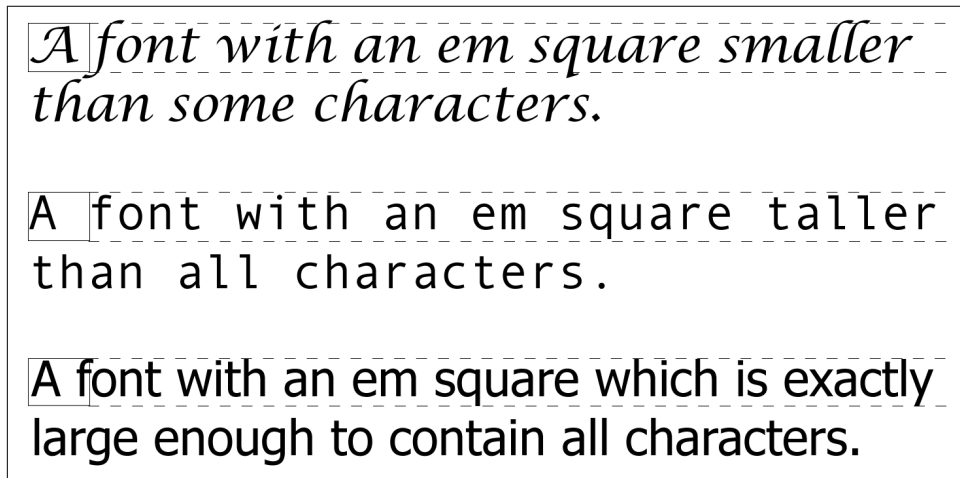 A font with an em square smaller
than some characters.
A font with an em square taller
than all characters.
A font with an em square which is exactly
large enough to contain all characters.